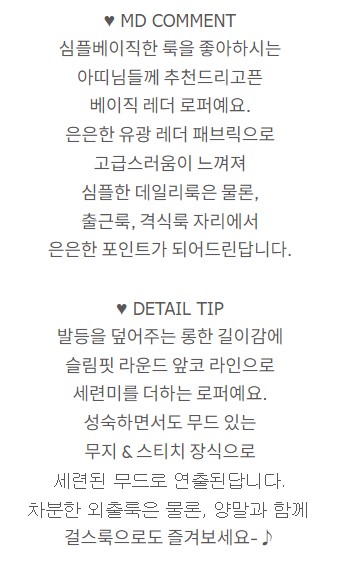 ♥ MD COMMENT
심플베이직한 룩을 좋아하시는
아띠님들께 추천드리고픈
베이직 레더 로퍼예요.
은은한 유광 레더 패브릭으로
고급스러움이 느껴져
심플한 데일리룩은 물론,
출근룩, 격식룩 자리에서
은은한 포인트가 되어드린답니다.
♥ DETAIL TIP
발등을 덮어주는 롱한 길이감에
슬림핏 라운드 앞코 라인으로
세련미를 더하는 로퍼예요.
성숙하면서도 무드 있는
무지 & 스티치 장식으로
세련된 무드로 연출된답니다.
차분한 외출룩은 물론, 양말과 함께
걸스룩으로도 즐겨보세요-♪